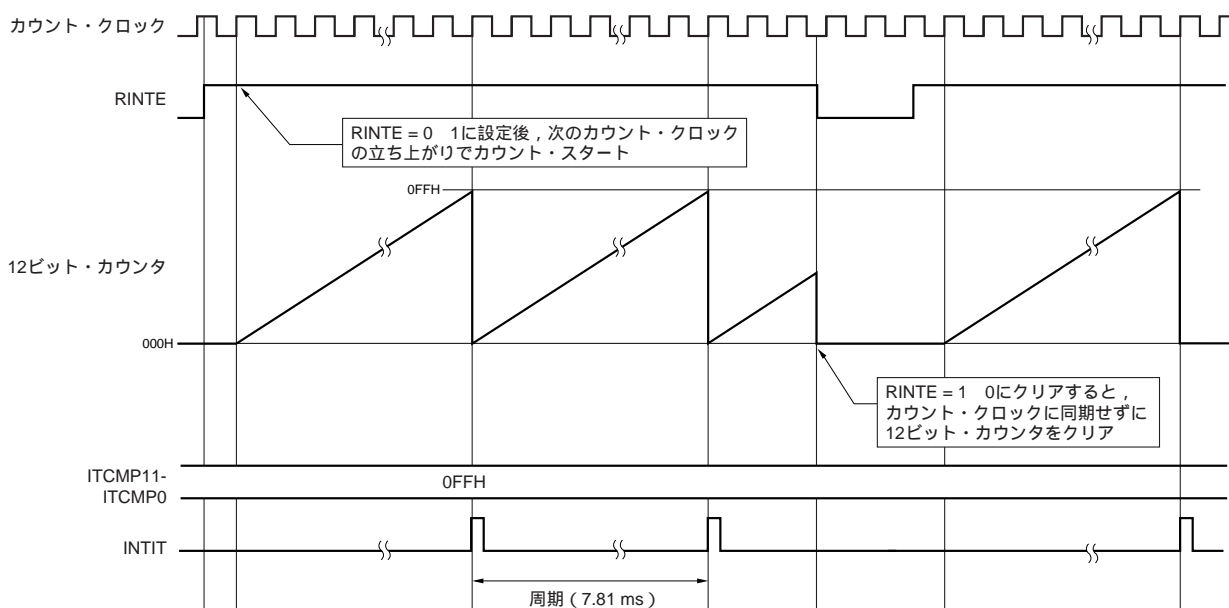 カウント・クロック
RINTE
RINTE = 0 1に設定後，次のカウント・クロック
の立ち上がりでカウント・スタート
0FFH
12ビット・カウンタ
000H
RINTE = 1 0にクリアすると，
カウント・クロックに同期せずに
12ビット・カウンタをクリア
ITCMP11-
ITCMP0
0FFH
INTIT
周期（7.81 ms）